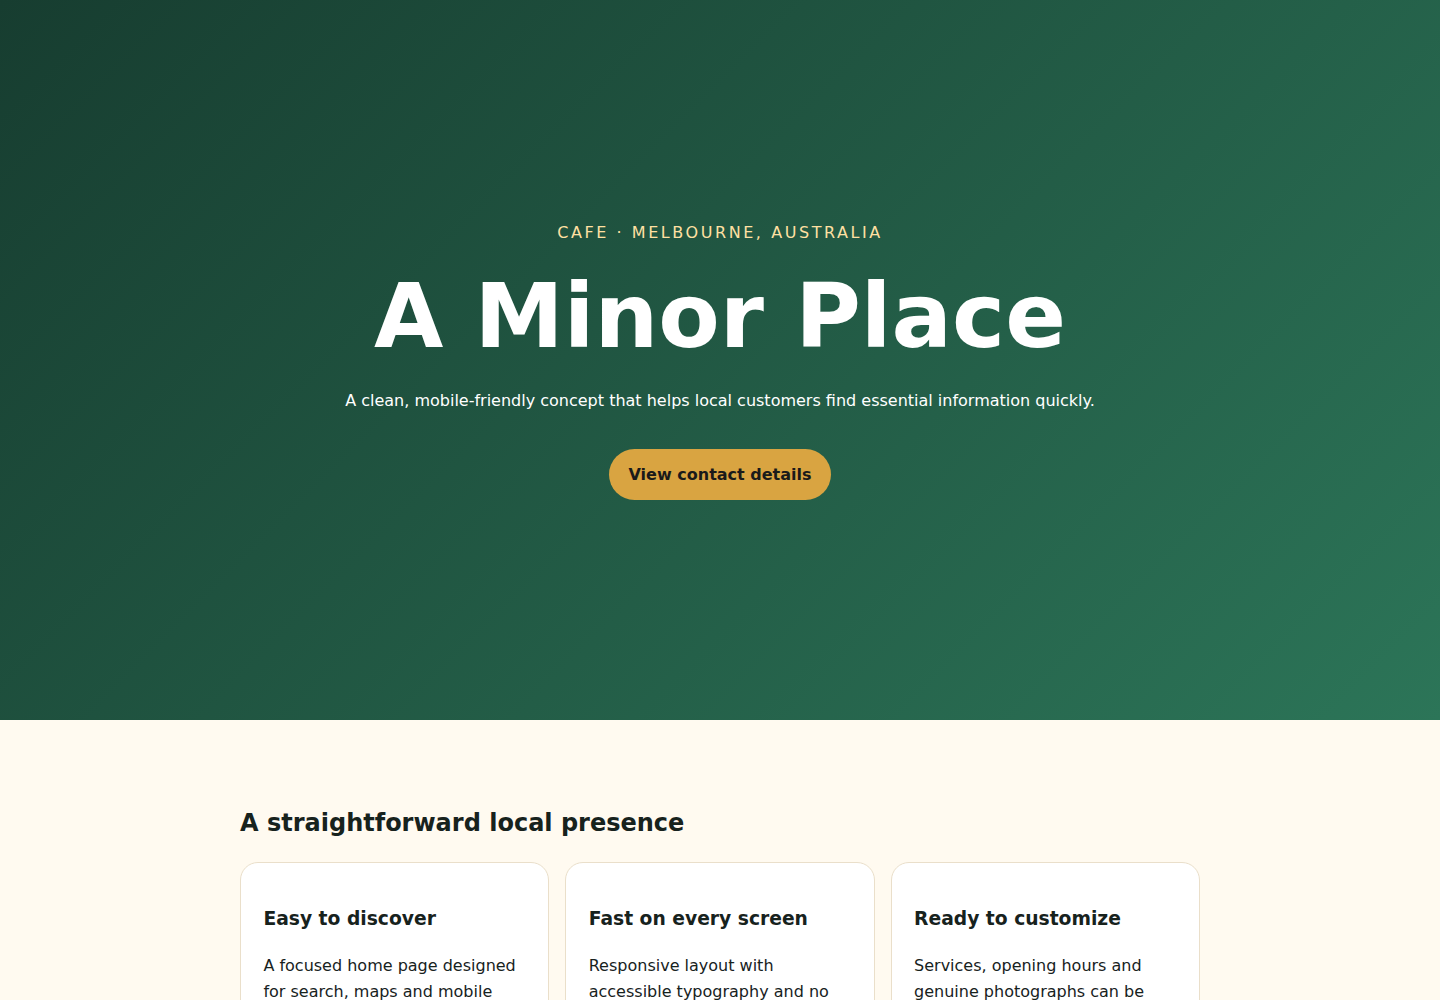 CAFE · MELBOURNE, AUSTRALIA
A Minor Place
A clean, mobile-friendly concept that helps local customers find essential information quickly.
View contact details
A straightforward local presence
Easy to discover
A focused home page designed
for search, maps and mobile
Fast on every screen
Responsive layout with
accessible typography and no
Ready to customize
Services, opening hours and
genuine photographs can be